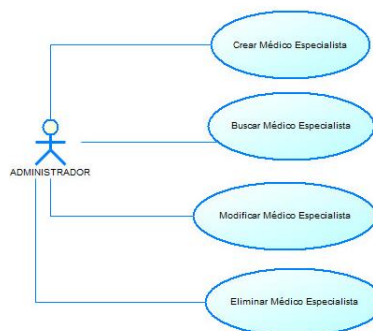 Crear Médico Especialista
Buscar Médico Especialista
ADMINISTRADOR
Modificar Médico Especialista
Eliminar Médico Especialista